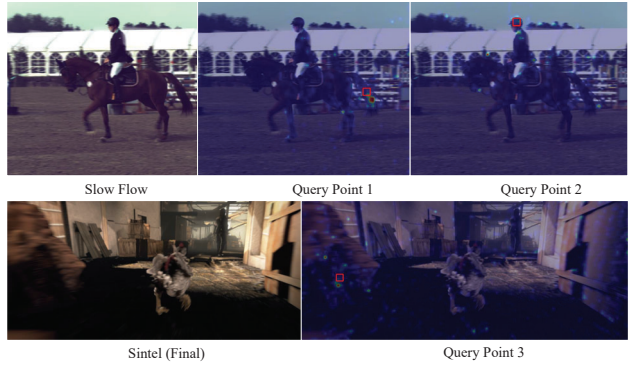 Slow Flow
Query Point 1
Query Point 2
Sintel (Final)
Query Point 3